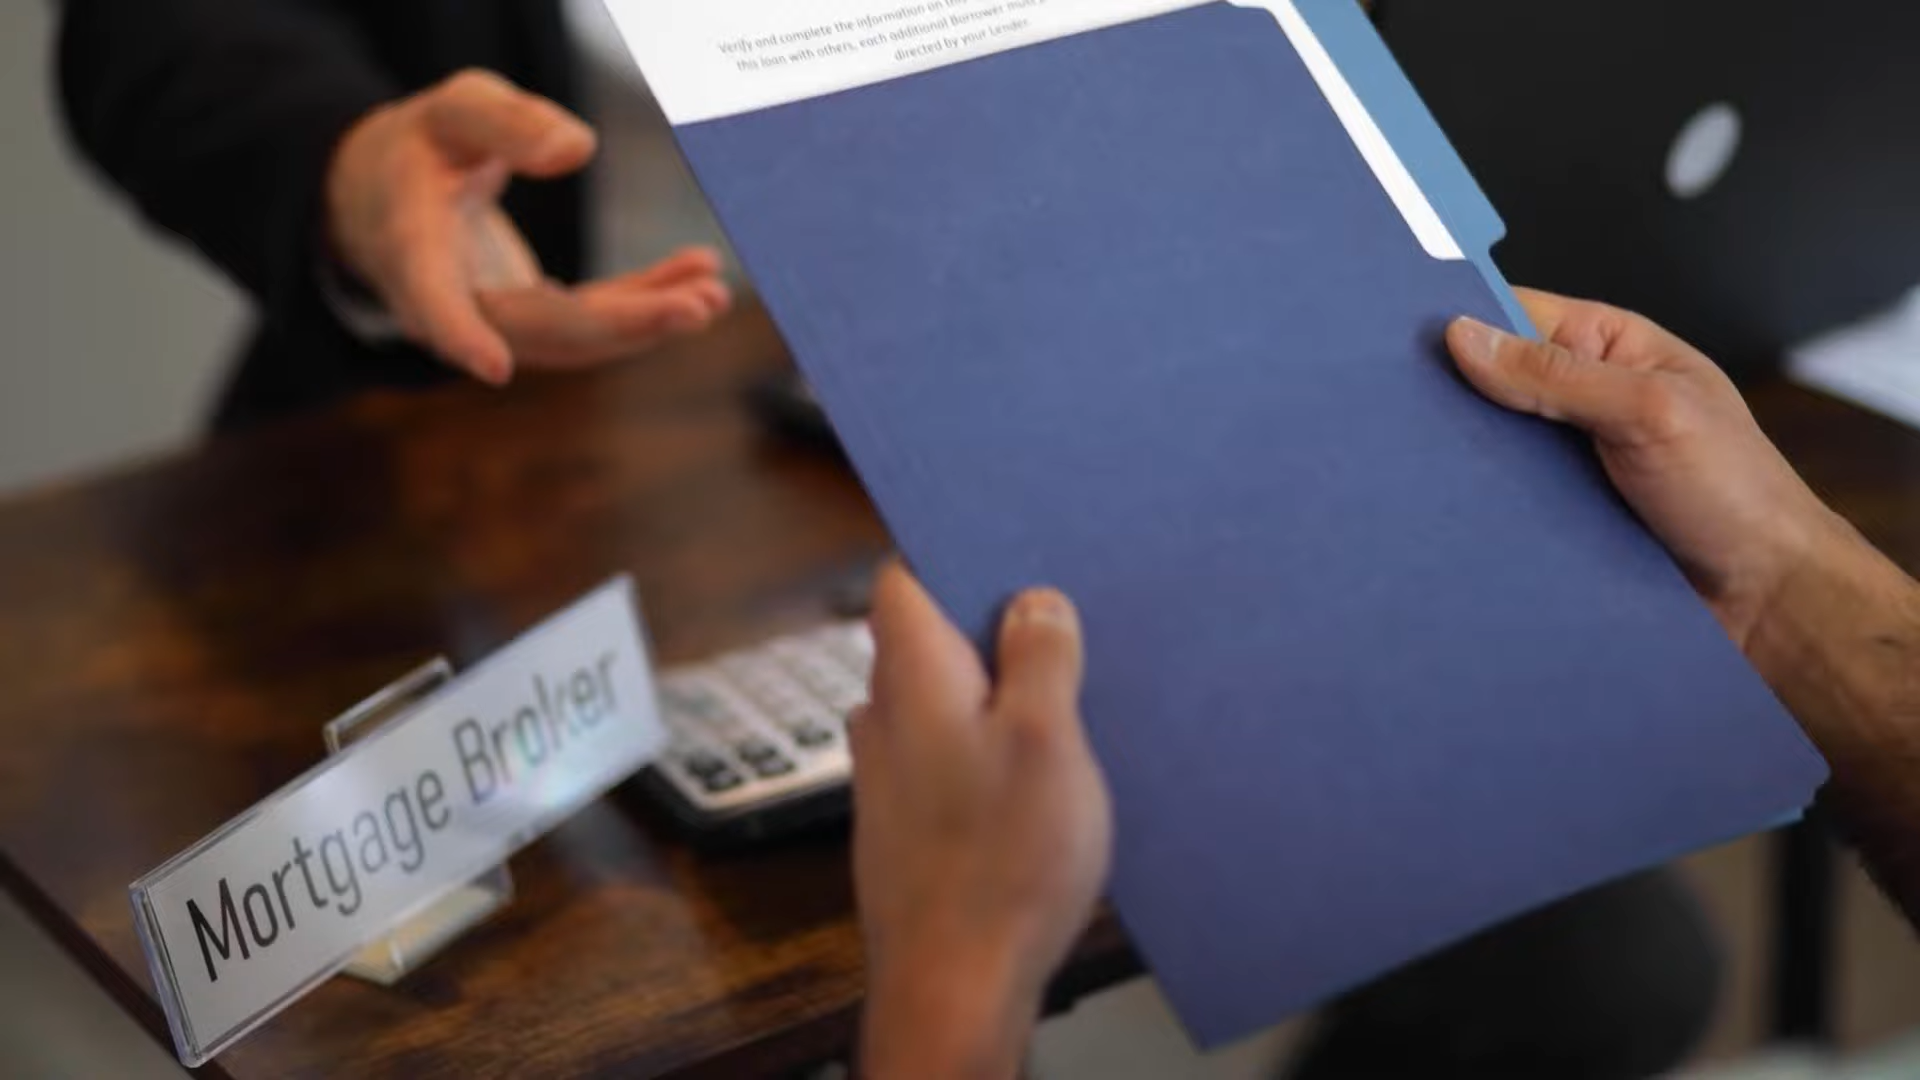 Verify and complete the information on this
this loan with others, each additional Borrower must
directed by your Lender.
Mortgage Broker